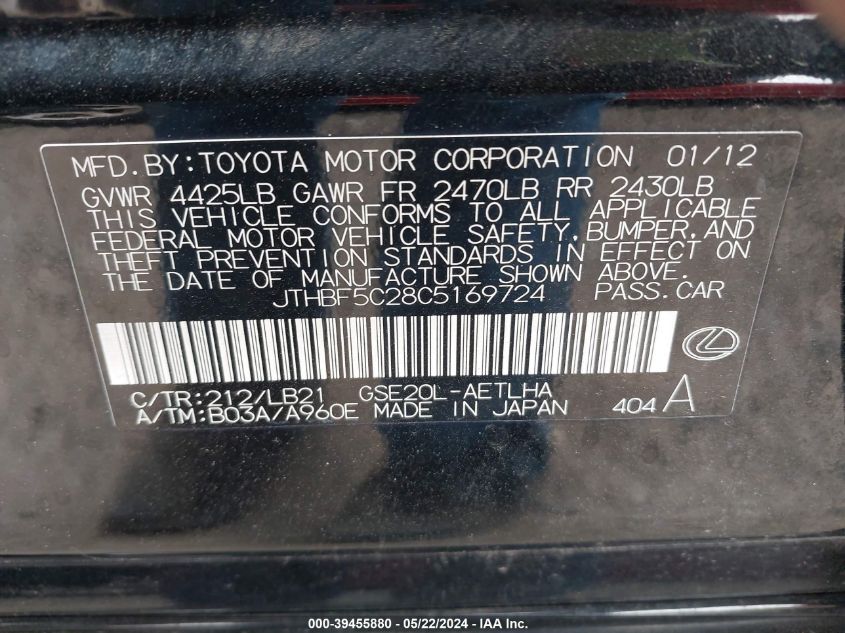 MFD.BY:TOYOTA MOTOR CORPORATION 01/12
GVWR 4425LB GAWR FR 2470LB RR 2430LB
THIS VEHICLE CONFORMS TO ALL APPLICABLE
FEDERAL MOTOR VEHICLE SAFETY,BUMPER,AND
THEFT PREVENTION STANDARDS IN EFFECT ON
THE DATE OF MANUFACTURE SHOWN ABOVE.
JTHBF5C28C5169724 PASS.CAR
C/TR:212/LB21 GSE20L-AETLHA
A/TM:B03A/A960E MADE IN JAPAN 404 A
000-39455880 - 05/22/2024 - IAA Inc.